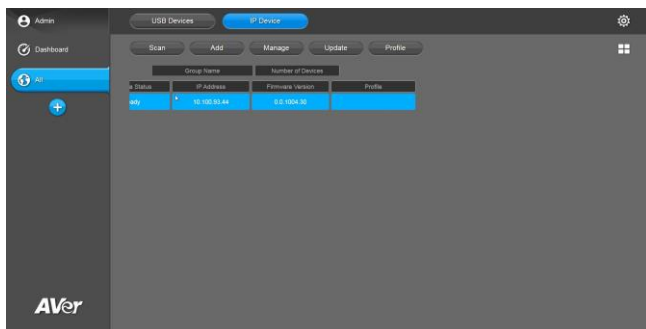 Admin
USB Devices
IP Device
Dashboard
Scan
Add
Manage
Update
Profile
All
Group Name
Number of Devices
e Status
IP Address
Firmware Version
Profile
ady
10.100.93.44
0.0.1004.30
AVer